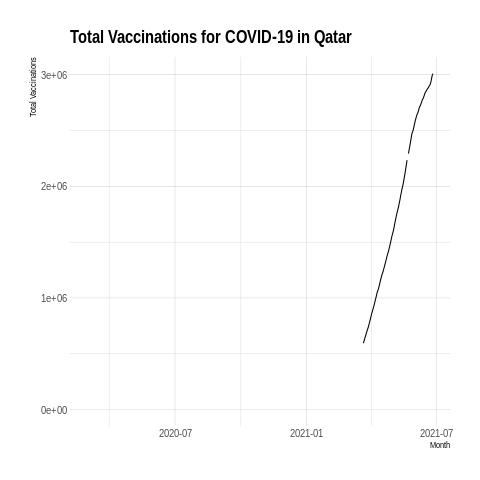 Total Vaccinations for COVID-19 in Qatar
Total Vaccinations
3e+06
2e+06
1e+06
0e+00
2020-07
2021-01
2021-07
Month